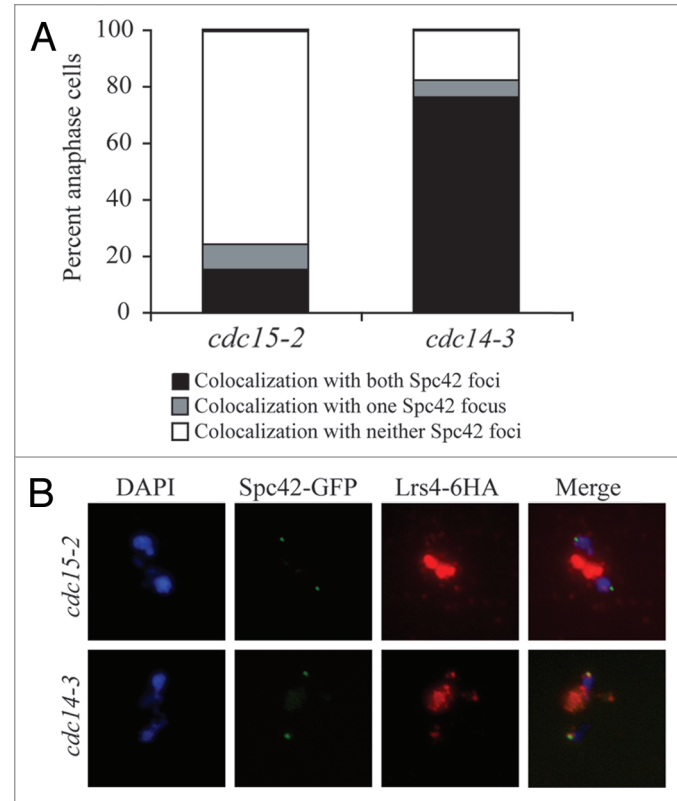 A
100
80
60
40
20
0
Percent anaphase cells
cdc15-2 cdc14-3
Colocalization with both Spc42 foci
Colocalization with one Spc42 focus
Colocalization with neither Spc42 foci
B
DAPI Spc42-GFP Lrs4-6HA Merge
cdc15-2
cdc14-3